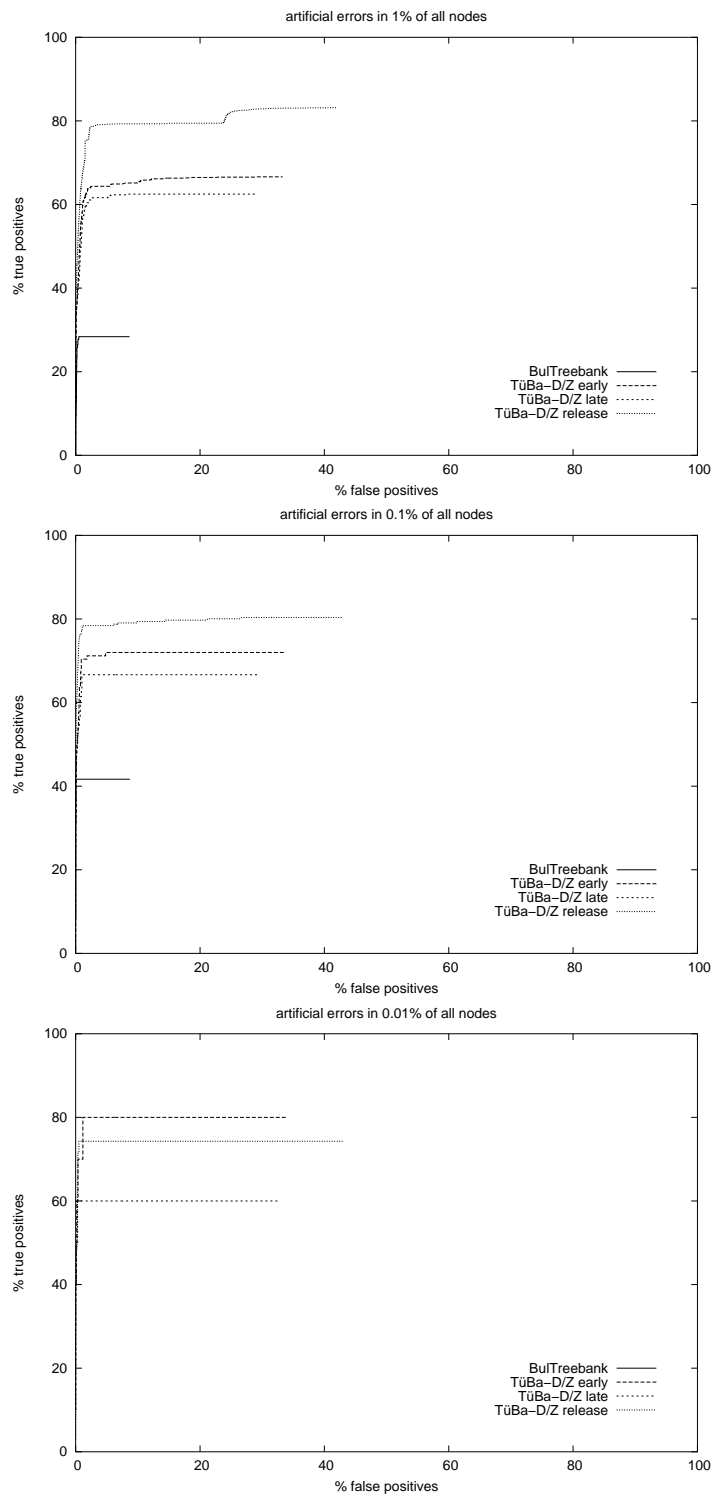 artificial errors in 1% of all nodes
100
80
60
40
20
0
% true positives
BulTreebank
TüBa−D/Z early
TüBa−D/Z late
TüBa−D/Z release
0 20 40 60 80 100
% false positives
artificial errors in 0.1% of all nodes
100
80
60
40
20
0
% true positives
BulTreebank
TüBa−D/Z early
TüBa−D/Z late
TüBa−D/Z release
0 20 40 60 80 100
% false positives
artificial errors in 0.01% of all nodes
100
80
60
40
20
0
% true positives
BulTreebank
TüBa−D/Z early
TüBa−D/Z late
TüBa−D/Z release
0 20 40 60 80 100
% false positives